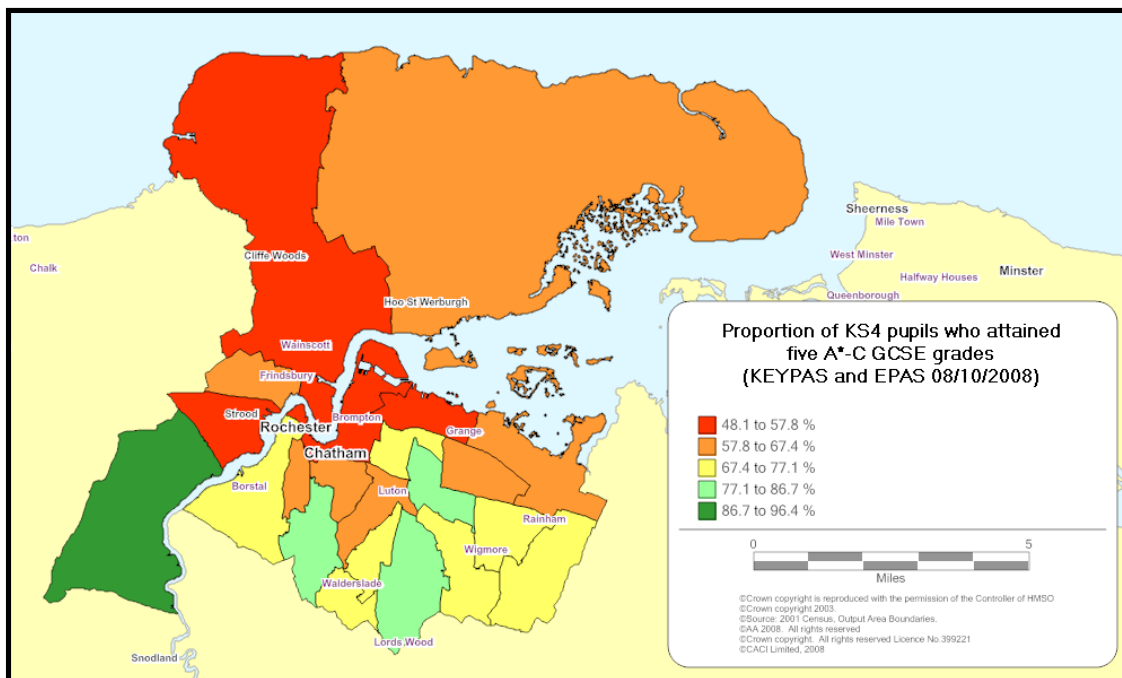 Sheerness
Mile Town
ton
Chalk
Cliffe Woods
West Minster
Halfway Houses
Minster
Queenborough
Hoo St Werburgh
Wainscott
Frindsbury
Strood
Rochester
Brompton
Grange
Chatham
Borstal
Luton
Rainham
Wigmore
Walderslade
Lords Wood
Snodland
Proportion of KS4 pupils who attained
five A*-C GCSE grades
(KEYPAS and EPAS 08/10/2008)
48.1 to 57.8 %
57.8 to 67.4 %
67.4 to 77.1 %
77.1 to 86.7 %
86.7 to 96.4 %
0 5
Miles
©Crown copyright is reproduced with the permission of the Controller of HMSO
©Crown copyright 2003.
©Source: 2001 Census, Output Area Boundaries.
©AA 2008. All rights reserved
©Crown copyright. All rights reserved Licence No.399221
©CACI Limited, 2008